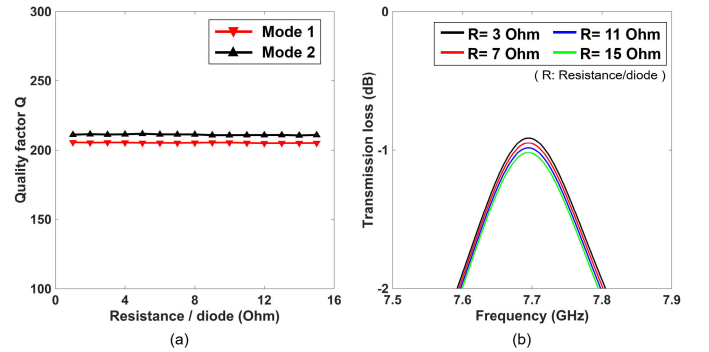 300
250
200
150
100
Quality factor Q
Mode 1
Mode 2
0 4 8 12 16
Resistance / diode (Ohm)
(a)
0
-1
-2
Transmission loss (dB)
R= 3 Ohm R= 11 Ohm
R= 7 Ohm R= 15 Ohm
( R: Resistance/diode )
7.5 7.6 7.7 7.8 7.9
Frequency (GHz)
(b)